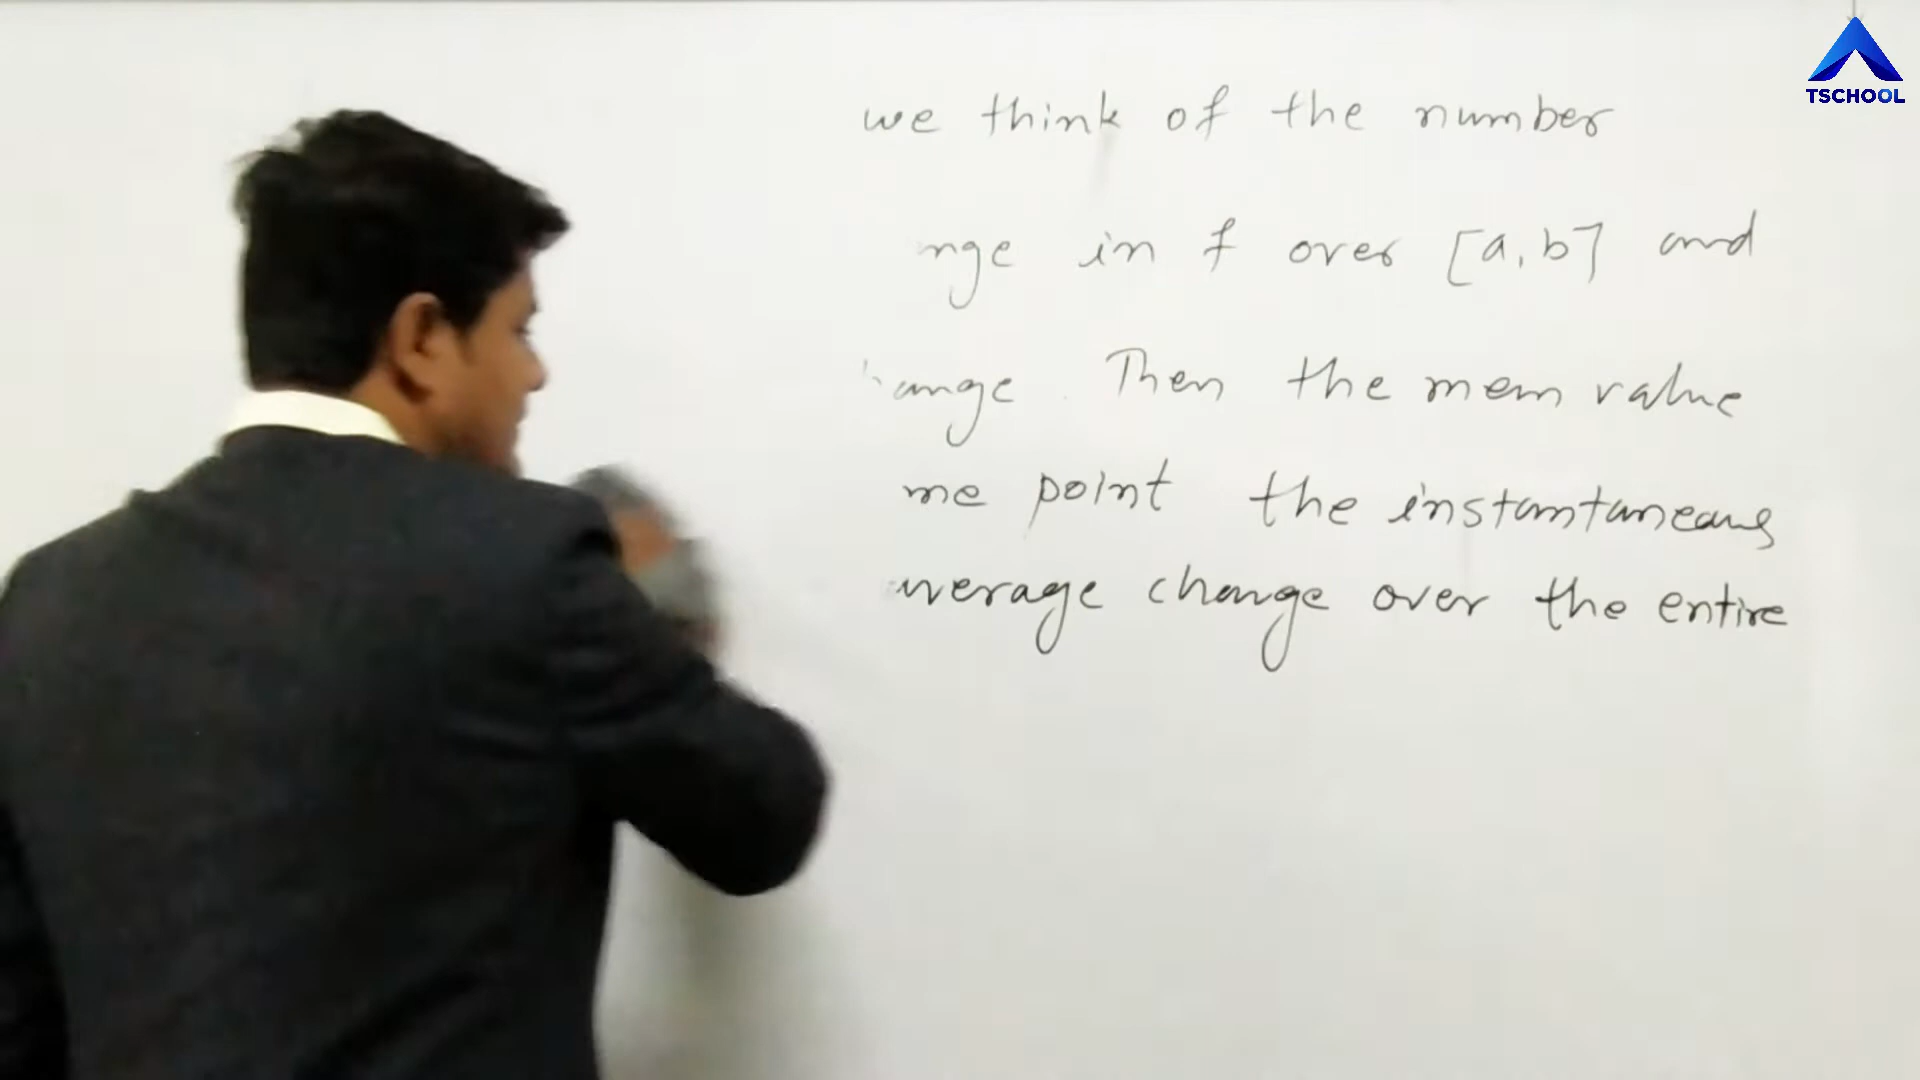 TSCHOOL
we think of the number
nge in f over [a,b] and
ange. Then the mean value
me point the instantaneous
average change over the entire